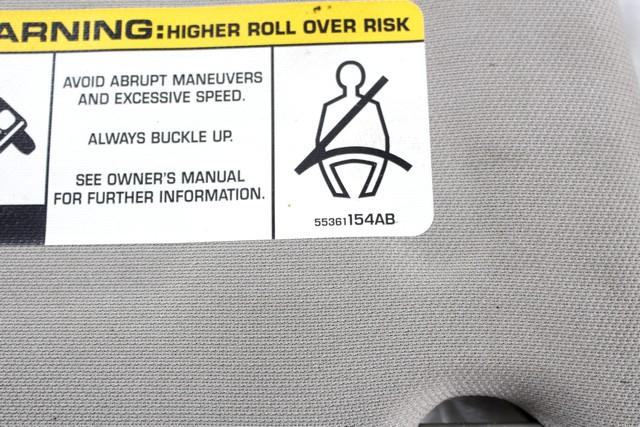 ARNING: HIGHER ROLL OVER RISK
AVOID ABRUPT MANEUVERS
AND EXCESSIVE SPEED.
ALWAYS BUCKLE UP.
SEE OWNER'S MANUAL
FOR FURTHER INFORMATION.
55361154AB